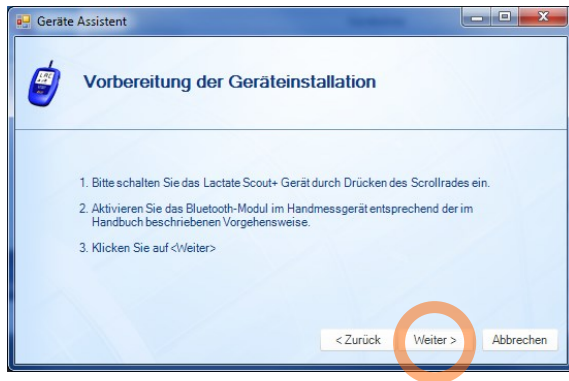 Geräte Assistent
Vorbereitung der Geräteinstallation
1. Bitte schalten Sie das Lactate Scout+ Gerät durch Drücken des Scrollrades ein.
2. Aktivieren Sie das Bluetooth-Modul im Handmessgerät entsprechend der im
Handbuch beschriebenen Vorgehensweise.
3. Klicken Sie auf <Weiter>
< Zurück Weiter > Abbrechen